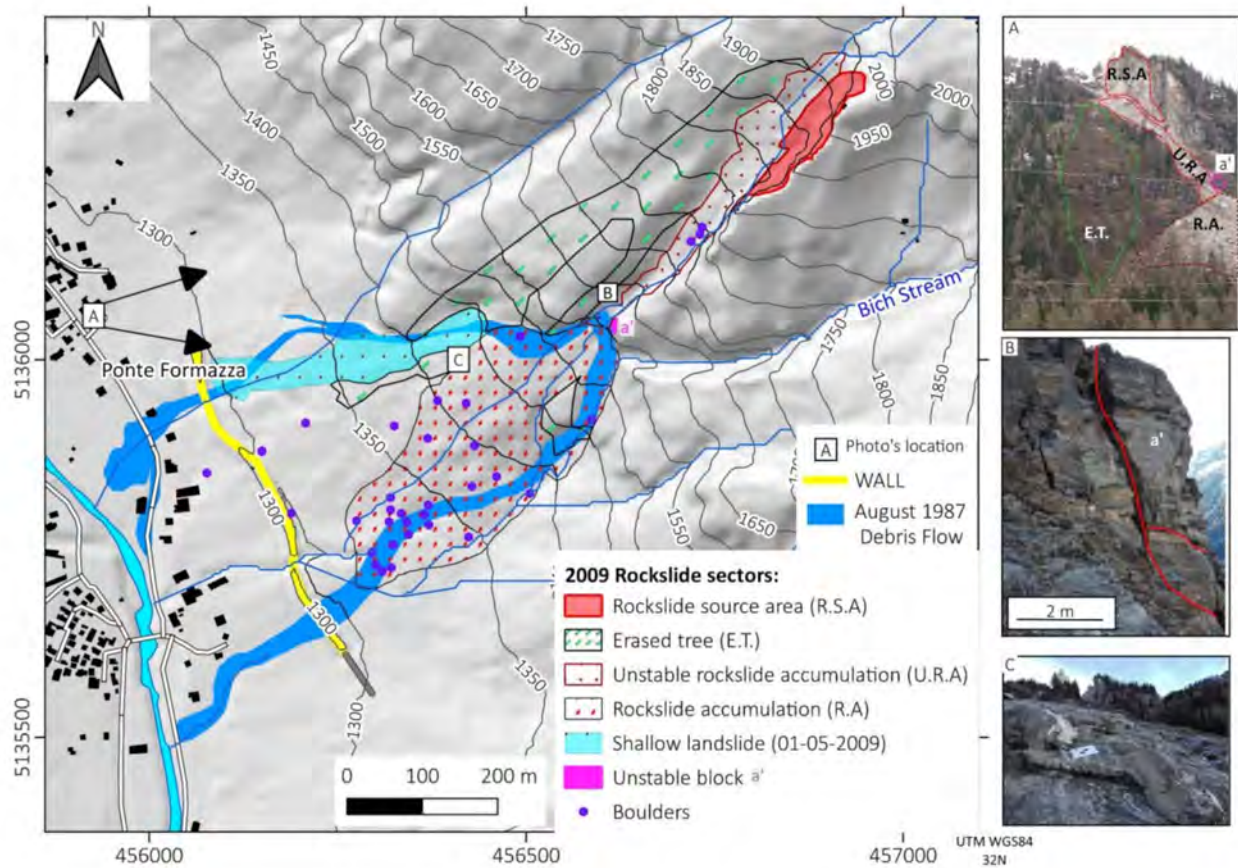 N
1450
1400
1350
1300
1500
1550
1600
1650
1700
1750
1800
1850
1900
2000
2000
1950
A
B
a'
C
Ponte Formazza
Bich Stream
1750
1800
1850
1350
1300
1550
1650
1300
1350
1300
5136000
5135500
456000
456500
457000
A Photo's location
WALL
August 1987
Debris Flow
2009 Rockslide sectors:
Rockslide source area (R.S.A)
Erased tree (E.T.)
Unstable rockslide accumulation (U.R.A)
Rockslide accumulation (R.A)
Shallow landslide (01-05-2009)
Unstable block a'
Boulders
0 100 200 m
UTM WGS84
32N
A
R.S.A
U.R.A
a'
E.T.
R.A.
B
a'
2 m
C